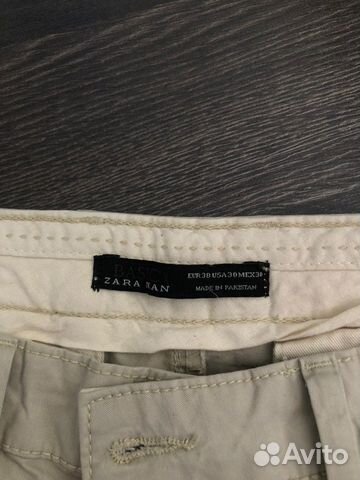 BASIC
ZARA MAN
EUR 38 USA 30 MEX 30
MADE IN PAKISTAN
Avito